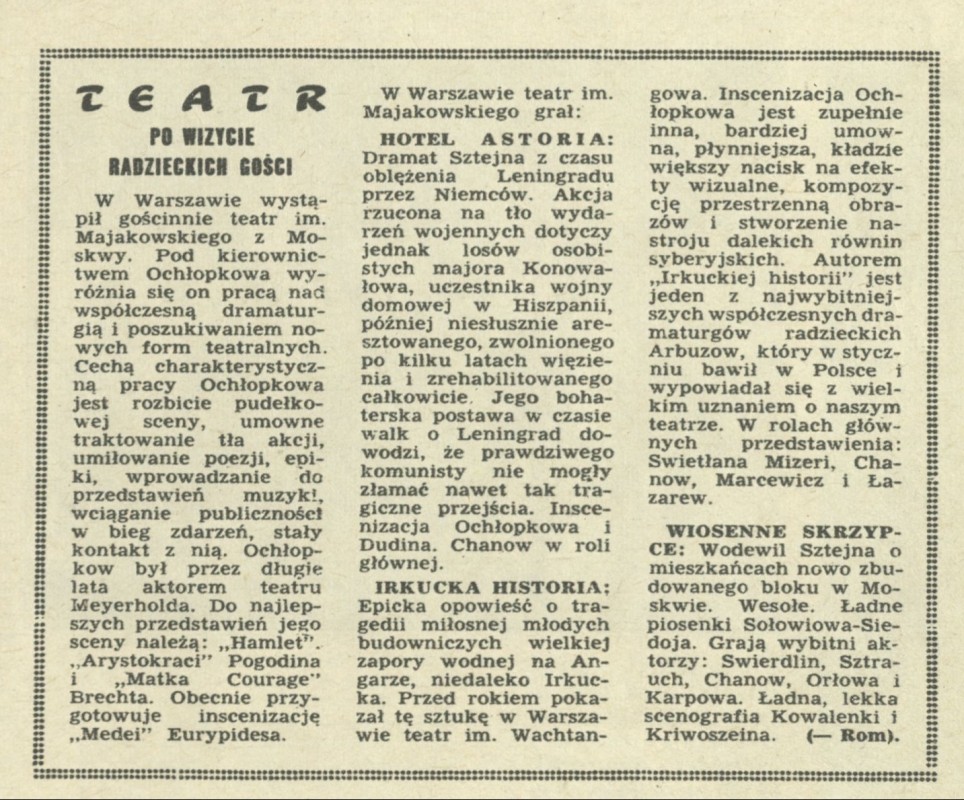 TEATR
PO WIZYCIE
RADZIECKICH GOŚCI
W Warszawie wystą-
pił gościnnie teatr im.
Majakowskiego z Mo-
skwy. Pod kierownic-
twem Ochłopkowa wy-
różnia się on pracą nad
współczesną dramatur-
gią i poszukiwaniem no-
wych form teatralnych.
Cechą charakterystycz-
ną pracy Ochłopkowa
jest rozbicie pudełko-
wej sceny, umowne
traktowanie tła akcji,
umiłowanie poezji, epi-
ki, wprowadzanie do
przedstawień muzyki,
wciąganie publiczności
w bieg zdarzeń, stały
kontakt z nią. Ochłop-
kow był przez długie
lata aktorem teatru
Meyerholda. Do najlep-
szych przedstawień jego
sceny należą: „Hamlet”.
„Arystokraci” Pogodina
i „Matka Courage”
Brechta. Obecnie przy-
gotowuje inscenizację
„Medei” Eurypidesa.
W Warszawie teatr im.
Majakowskiego grał:
HOTEL ASTORIA:
Dramat Sztejna z czasu
oblężenia Leningradu
przez Niemców. Akcja
rzucona na tło wyda-
rzeń wojennych dotyczy
jednak losów osobi-
stych majora Konowa-
łowa, uczestnika wojny
domowej w Hiszpanii,
później niesłusznie are-
sztowanego, zwolnionego
po kilku latach więzie-
nia i zrehabilitowanego
całkowicie. Jego boha-
terska postawa w czasie
walk o Leningrad do-
wodzi, że prawdziwego
komunisty nie mogły
złamać nawet tak tra-
giczne przejścia. Insce-
nizacja Ochłopkowa i
Dudina. Chanow w roli
głównej.
IRKUCKA HISTORIA:
Epicka opowieść o tra-
gedii miłosnej młodych
budowniczych wielkiej
zapory wodnej na An-
garze, niedaleko Irkuc-
ka. Przed rokiem poka-
zał tę sztukę w Warsza-
wie teatr im. Wachtan-
gowa. Inscenizacja Och-
łopkowa jest zupełnie
inna, bardziej umow-
na, płynniejsza, kładzie
większy nacisk na efek-
ty wizualne, kompozy-
cję przestrzenną obra-
zów i stworzenie na-
stroju dalekich równin
syberyjskich. Autorem
„Irkuckiej historii” jest
jeden z najwybitniej-
szych współczesnych dra-
maturgów radzieckich
Arbuzow, który w stycz-
niu bawił w Polsce i
wypowiadał się z wiel-
kim uznaniem o naszym
teatrze. W rolach głów-
nych przedstawienia:
Swietłana Mizeri, Cha-
now, Marcewicz i Ła-
zarew.
WIOSENNE SKRZYP-
CE: Wodewil Sztejna o
mieszkańcach nowo zbu-
dowanego bloku w Mo-
skwie. Wesołe. Ładne
piosenki Sołowiowa-Sie-
doja. Grają wybitni ak-
torzy: Swierdlin, Sztra-
uch, Chanow, Orłowa i
Karpowa. Ładna, lekka
scenografia Kowalenki i
Kriwoszeina. (— Rom).